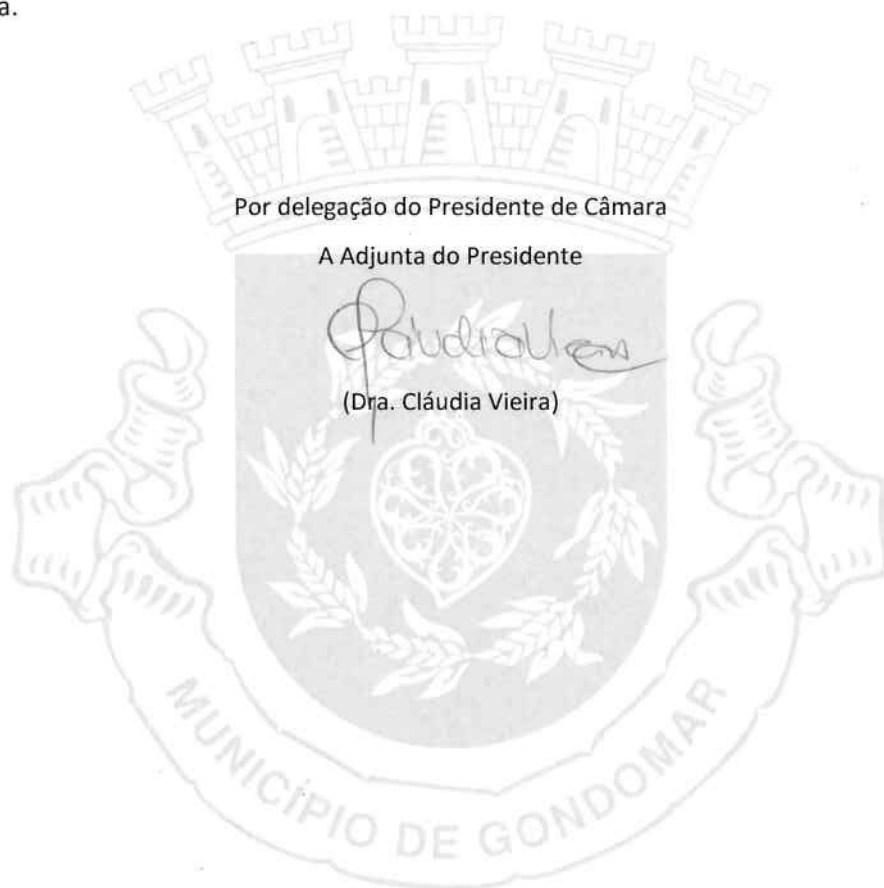 a.
Por delegação do Presidente de Câmara
A Adjunta do Presidente
(Dra. Cláudia Vieira)
MUNICÍPIO DE GONDOMAR